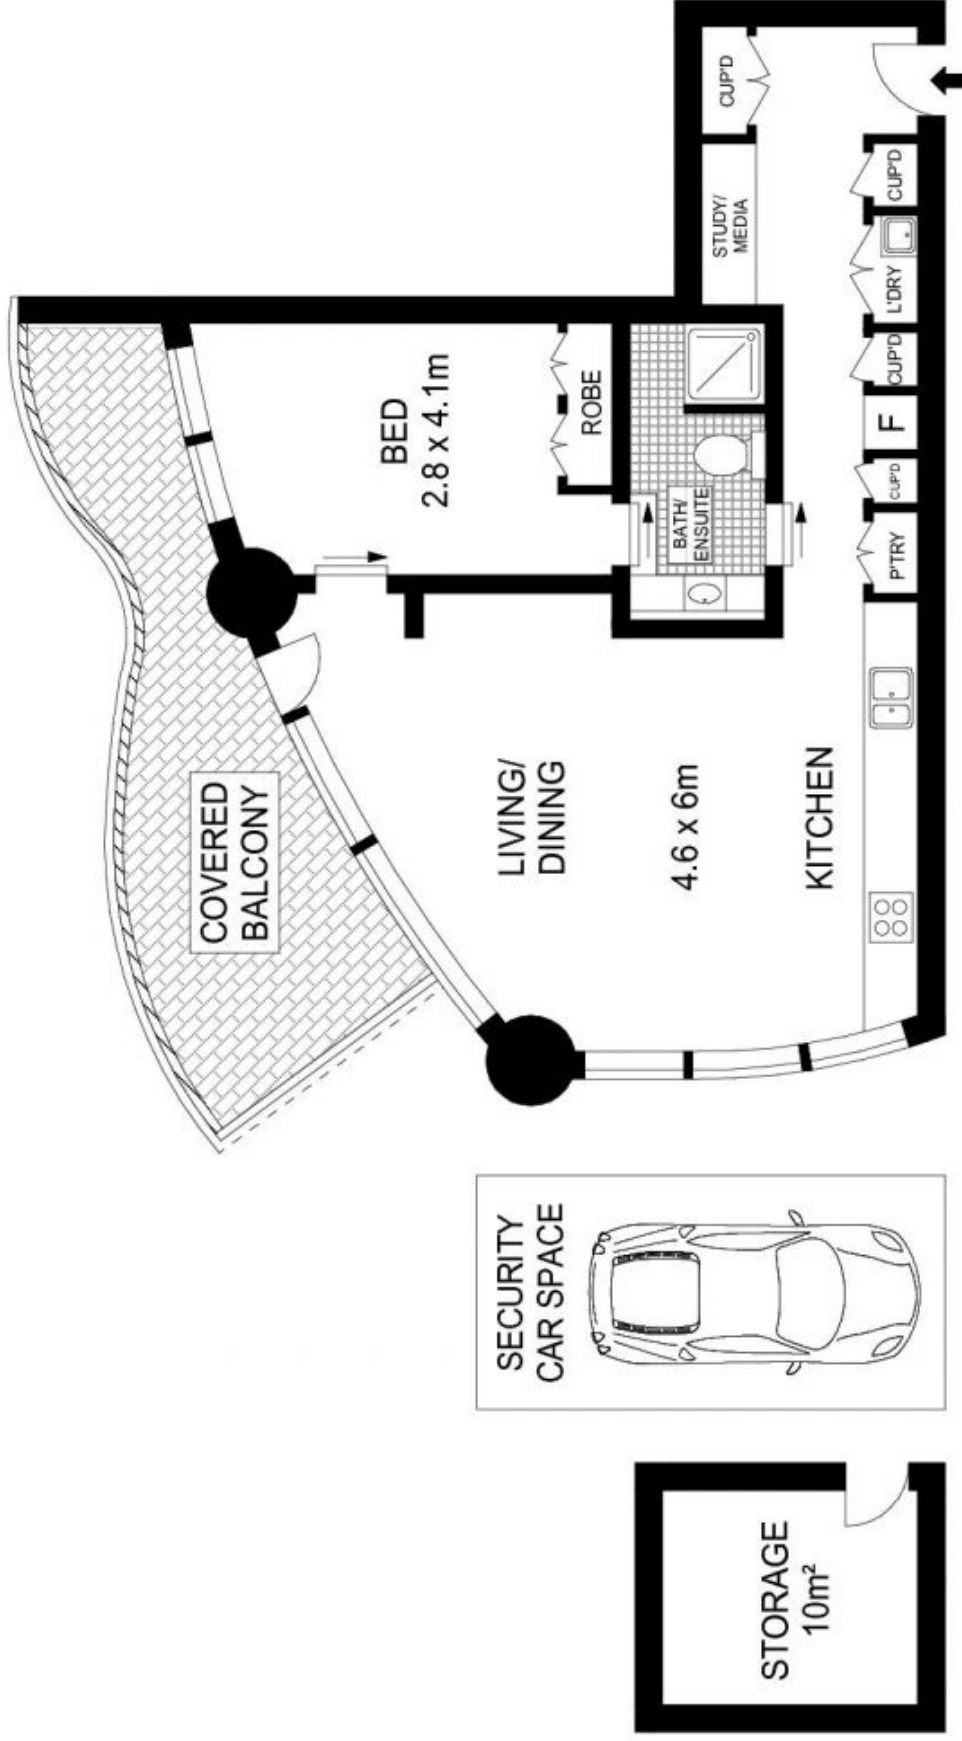 COVERED
BALCONY
BED
2.8 x 4.1m
ROBE
BATH/
ENSUITE
STUDY/
MEDIA
CUP'D
CUP'D
L'DRY
CUP'D
F
CUP'D
P'TRY
LIVING/
DINING
4.6 x 6m
KITCHEN
SECURITY
CAR SPACE
STORAGE
10m²